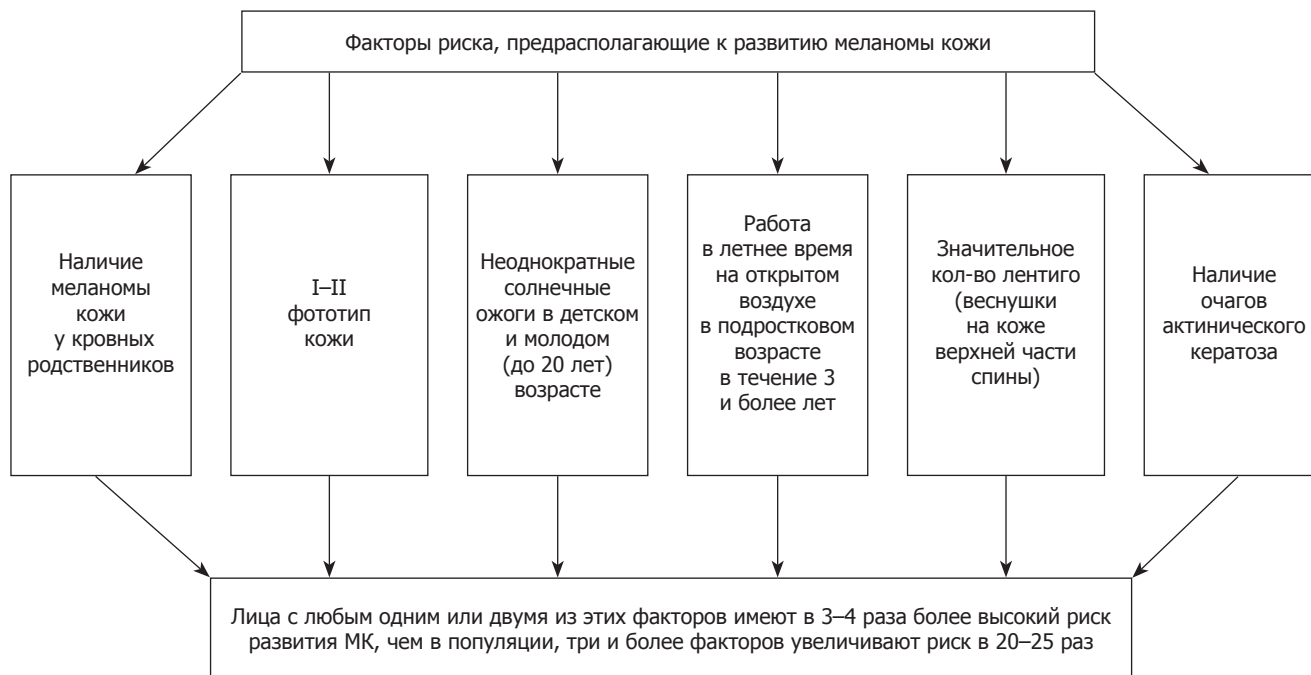 Факторы риска, предрасполагающие к развитию меланомы кожи
Наличие
меланомы
кожи
у кровных
родственников
I–II
фототип
кожи
Неоднократные
солнечные
ожоги в детском
и молодом
(до 20 лет)
возрасте
Работа
в летнее время
на открытом
воздухе
в подростковом
возрасте
в течение 3
и более лет
Значительное
кол-во лентиго
(веснушки
на коже
верхней части
спины)
Наличие
очагов
актинического
кератоза
Лица с любым одним или двумя из этих факторов имеют в 3–4 раза более высокий риск
развития МК, чем в популяции, три и более факторов увеличивают риск в 20–25 раз